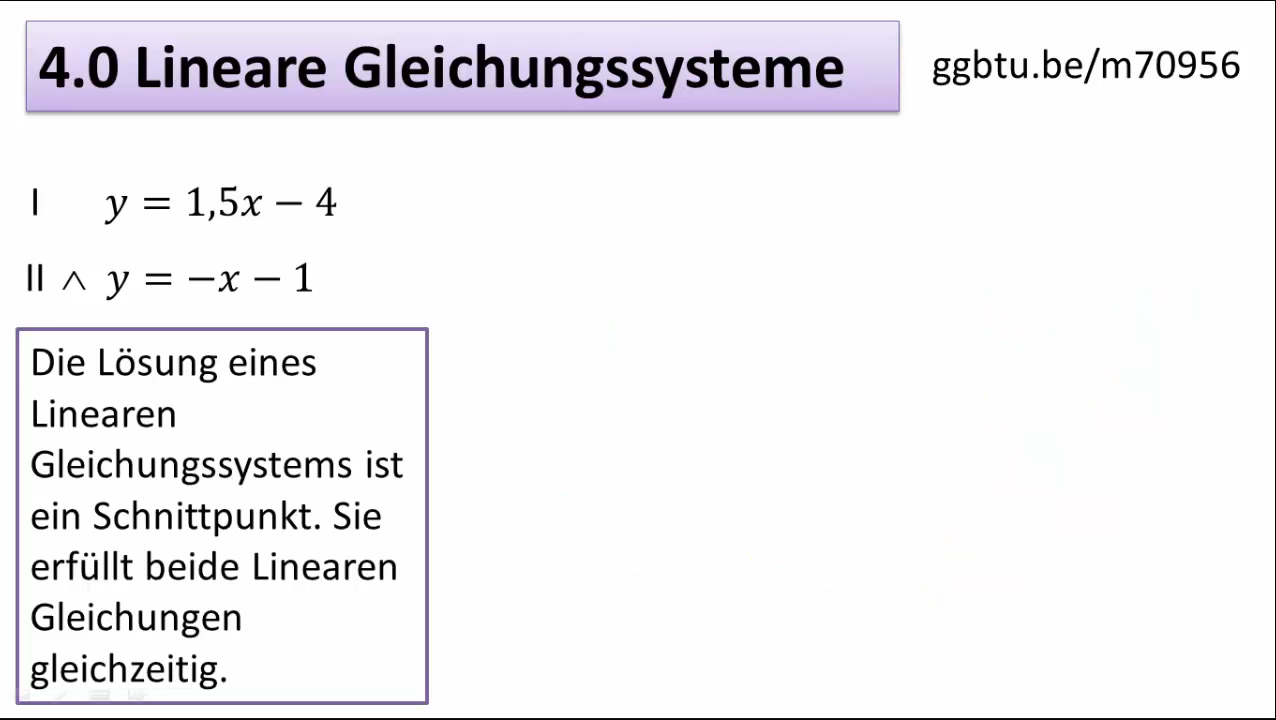 4.0 Lineare Gleichungssysteme
ggbtu.be/m70956
I y = 1,5x − 4
II ∧ y = −x − 1
Die Lösung eines
Linearen
Gleichungssystems ist
ein Schnittpunkt. Sie
erfüllt beide Linearen
Gleichungen
gleichzeitig.